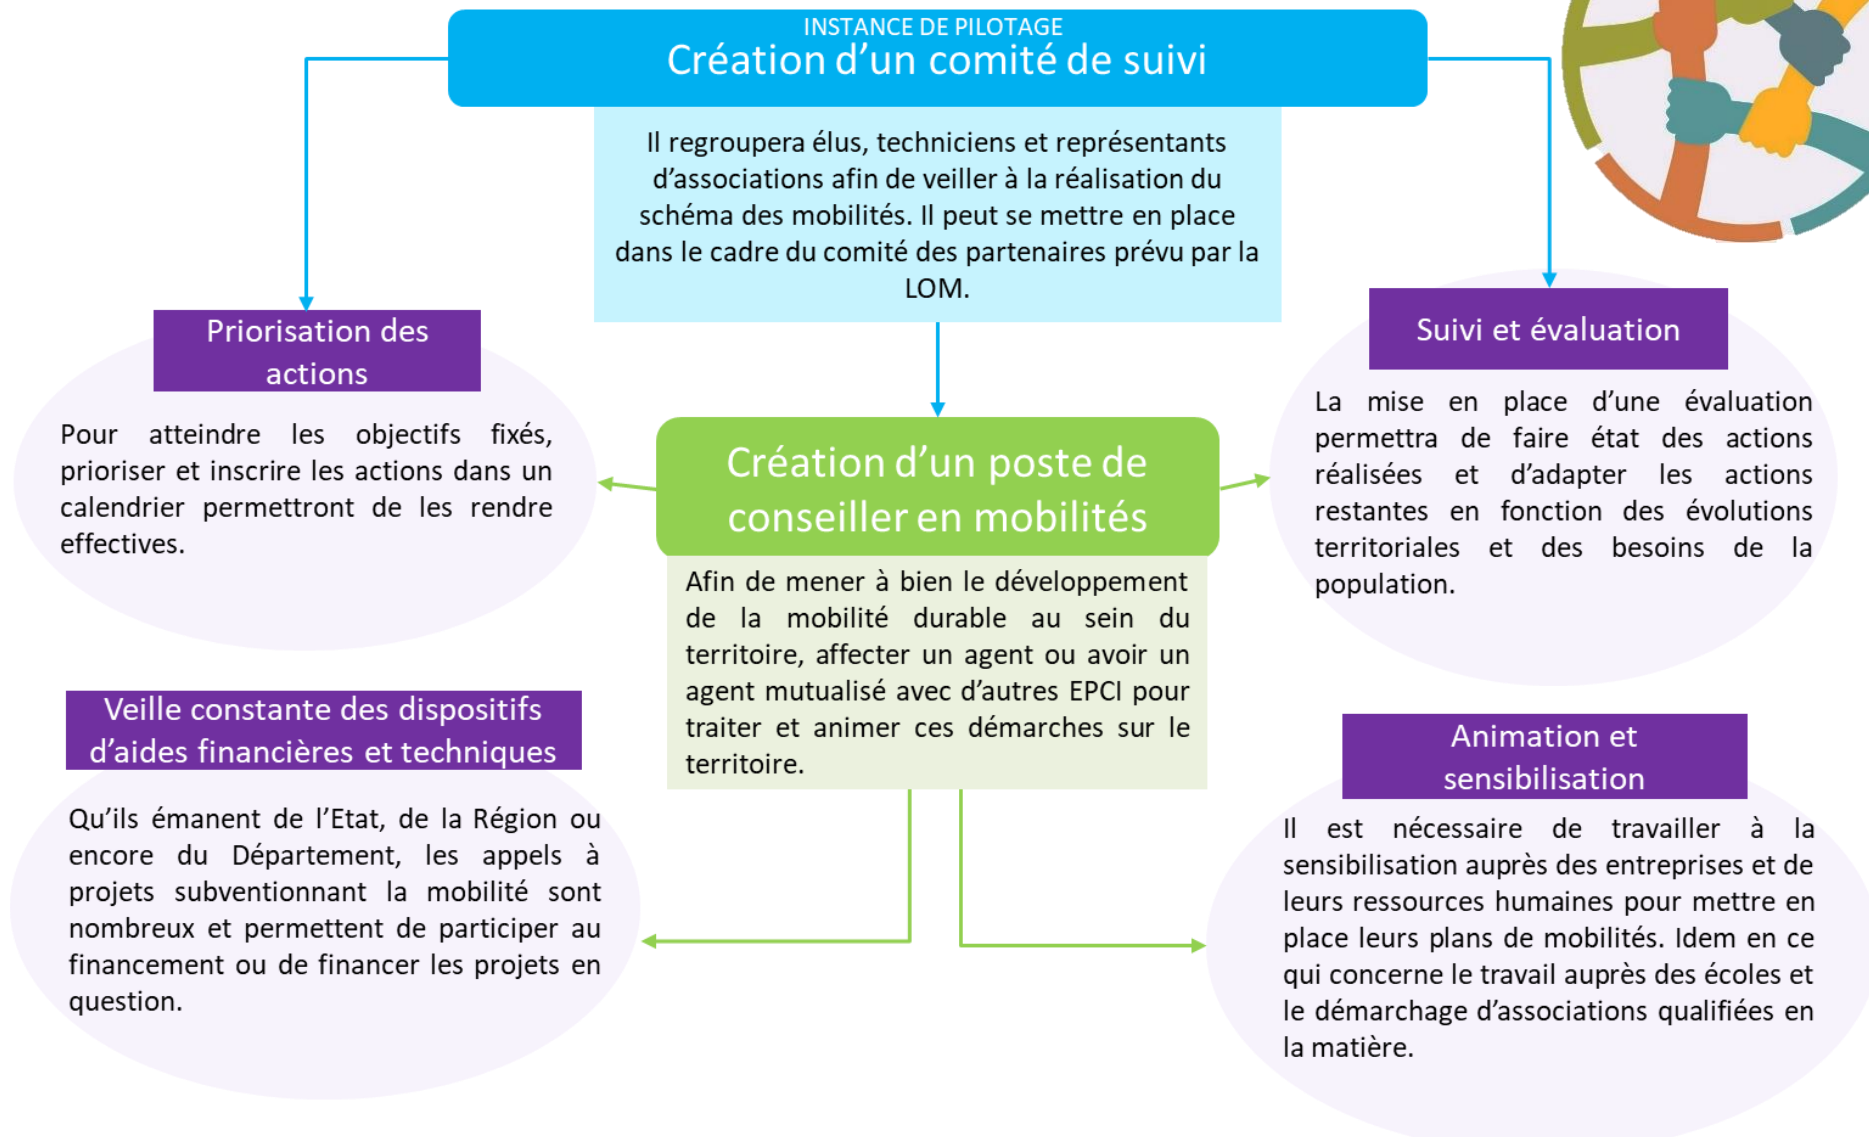 INSTANCE DE PILOTAGE
Création d’un comité de suivi
Il regroupera élus, techniciens et représentants
d’associations afin de veiller à la réalisation du
schéma des mobilités. Il peut se mettre en place
dans le cadre du comité des partenaires prévu par la
LOM.
Priorisation des
actions
Pour atteindre les objectifs fixés,
prioriser et inscrire les actions dans un
calendrier permettront de les rendre
effectives.
Suivi et évaluation
La mise en place d’une évaluation
permettra de faire état des actions
réalisées et d’adapter les actions
restantes en fonction des évolutions
territoriales et des besoins de la
population.
Création d’un poste de
conseiller en mobilités
Afin de mener à bien le développement
de la mobilité durable au sein du
territoire, affecter un agent ou avoir un
agent mutualisé avec d’autres EPCI pour
traiter et animer ces démarches sur le
territoire.
Veille constante des dispositifs
d’aides financières et techniques
Qu’ils émanent de l’Etat, de la Région ou
encore du Département, les appels à
projets subventionnant la mobilité sont
nombreux et permettent de participer au
financement ou de financer les projets en
question.
Animation et
sensibilisation
Il est nécessaire de travailler à la
sensibilisation auprès des entreprises et de
leurs ressources humaines pour mettre en
place leurs plans de mobilités. Idem en ce
qui concerne le travail auprès des écoles et
le démarchage d’associations qualifiées en
la matière.